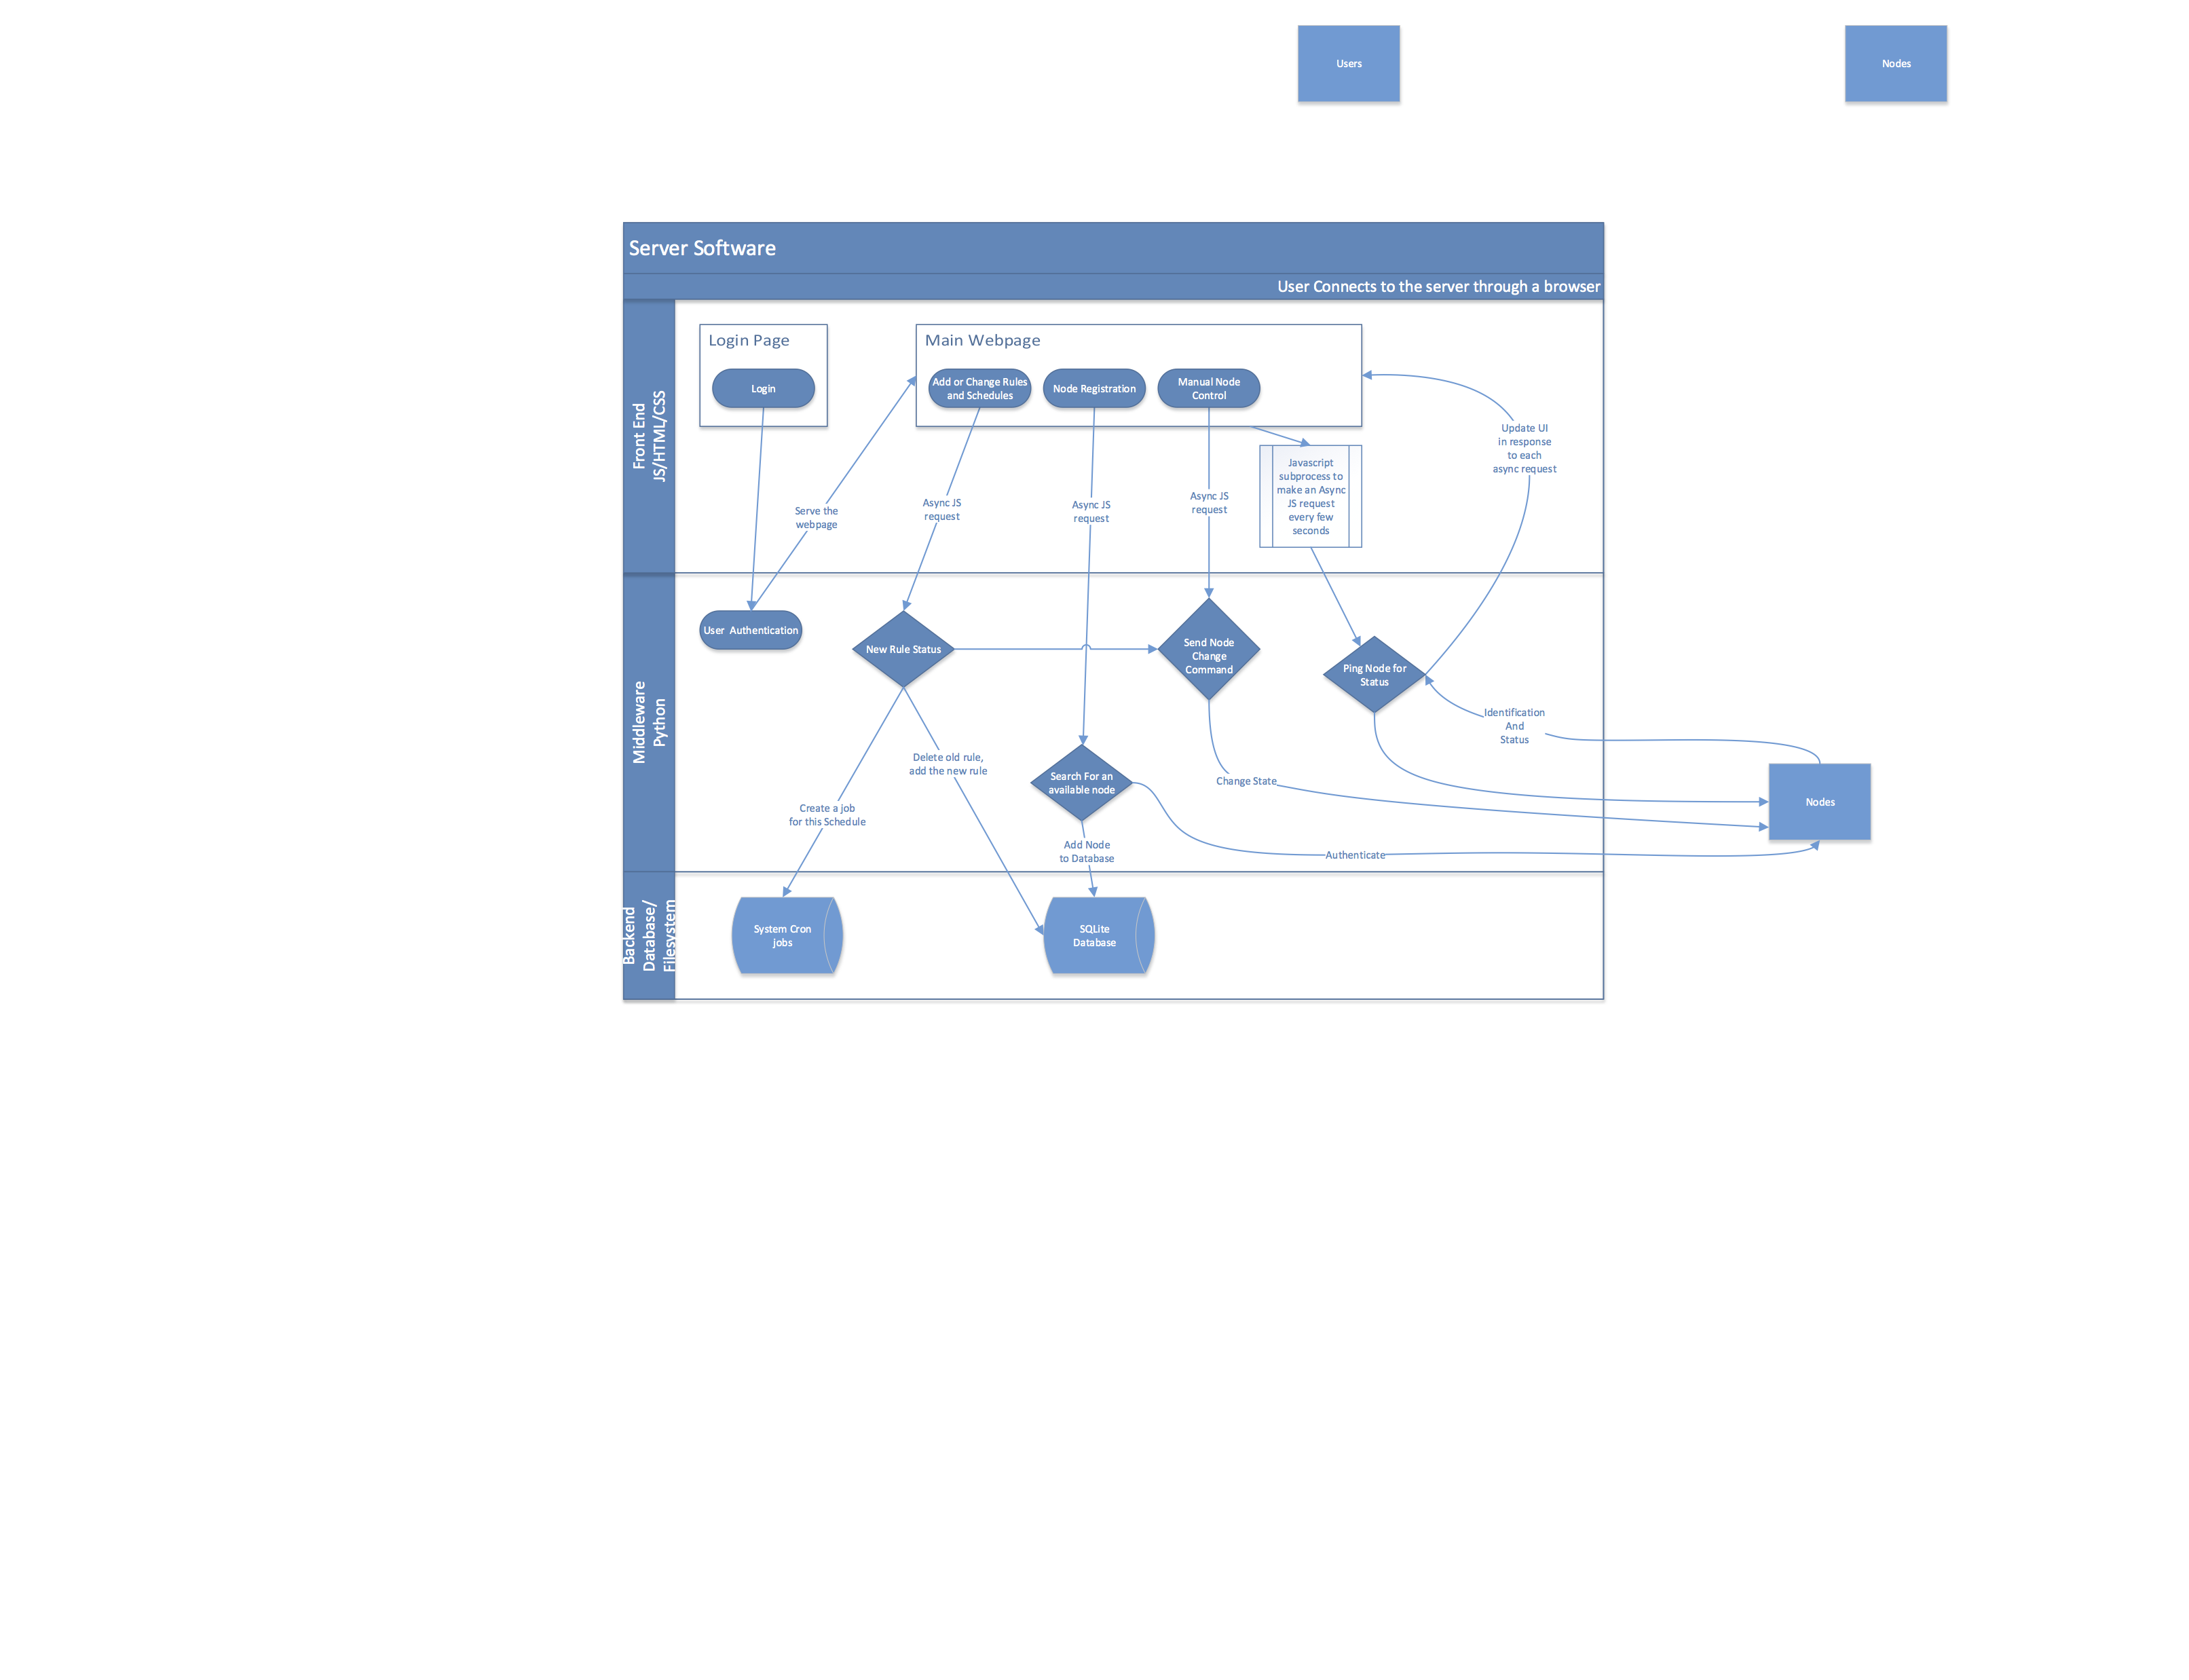 Users
Nodes
Server Software
User Connects to the server through a browser
Front End
JS/HTML/CSS
Login Page
Login
Main Webpage
Add or Change Rules
and Schedules
Node Registration
Manual Node
Control
Update UI
in response
to each
async request
Javascript
subprocess to
make an Async
JS request
every few
seconds
Serve the
webpage
Async JS
request
Async JS
request
Async JS
request
Middleware
Python
User Authentication
New Rule Status
Send Node
Change
Command
Ping Node for
Status
Identification
And
Status
Delete old rule,
add the new rule
Search For an
available node
Change State
Nodes
Create a job
for this Schedule
Add Node
to Database
Authenticate
Backend
Database/
Filesystem
System Cron
jobs
SQLite
Database